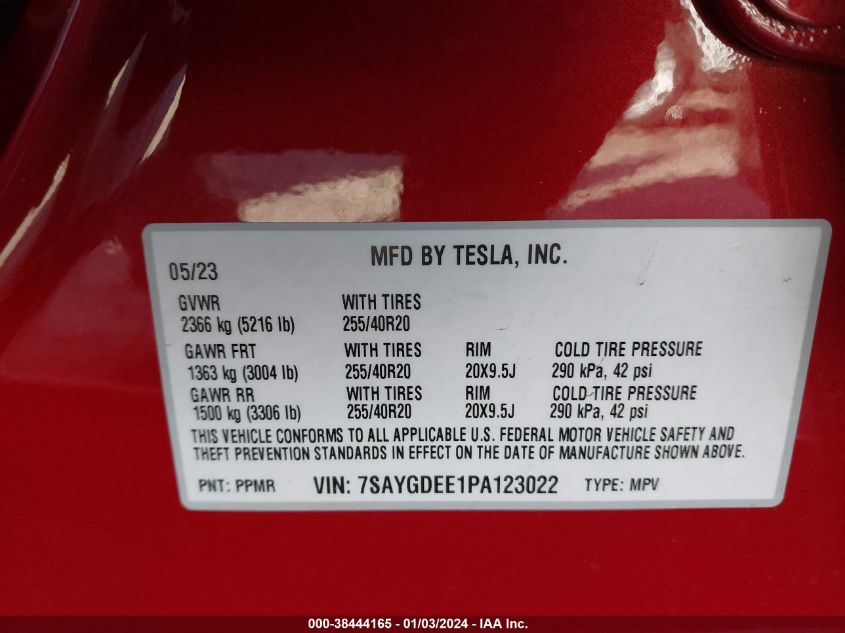 MFD BY TESLA, INC.
05/23
GVWR WITH TIRES
2366 kg (5216 lb) 255/40R20
GAWR FRT WITH TIRES RIM COLD TIRE PRESSURE
1363 kg (3004 lb) 255/40R20 20X9.5J 290 kPa, 42 psi
GAWR RR WITH TIRES RIM COLD TIRE PRESSURE
1500 kg (3306 lb) 255/40R20 20X9.5J 290 kPa, 42 psi
THIS VEHICLE CONFORMS TO ALL APPLICABLE U.S. FEDERAL MOTOR VEHICLE SAFETY AND
THEFT PREVENTION STANDARDS IN EFFECT ON THE DATE OF MANUFACTURE SHOWN ABOVE.
PNT: PPMR VIN: 7SAYGDEE1PA123022 TYPE: MPV
000-38444165 - 01/03/2024 - IAA Inc.